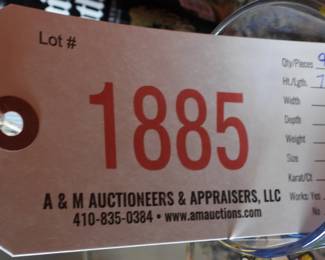 Lot #
1885
A & M AUCTIONEERS & APPRAISERS, LLC
410-835-0384 • www.amauctions.com
Qty/Pieces 9
Ht./Lgth.
Width
Depth
Weight
Size
Karat/Ct
Works: Yes
No